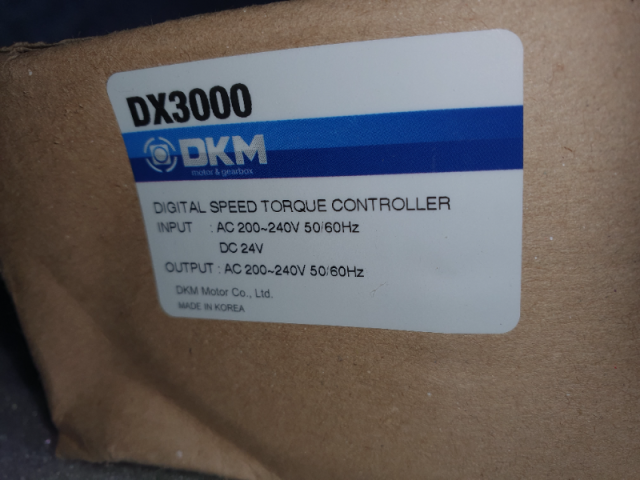 DX3000
DKM
motor & gearbox
DIGITAL SPEED TORQUE CONTROLLER
INPUT : AC 200~240V 50/60Hz
DC 24V
OUTPUT : AC 200~240V 50/60Hz
DKM Motor Co., Ltd.
MADE IN KOREA